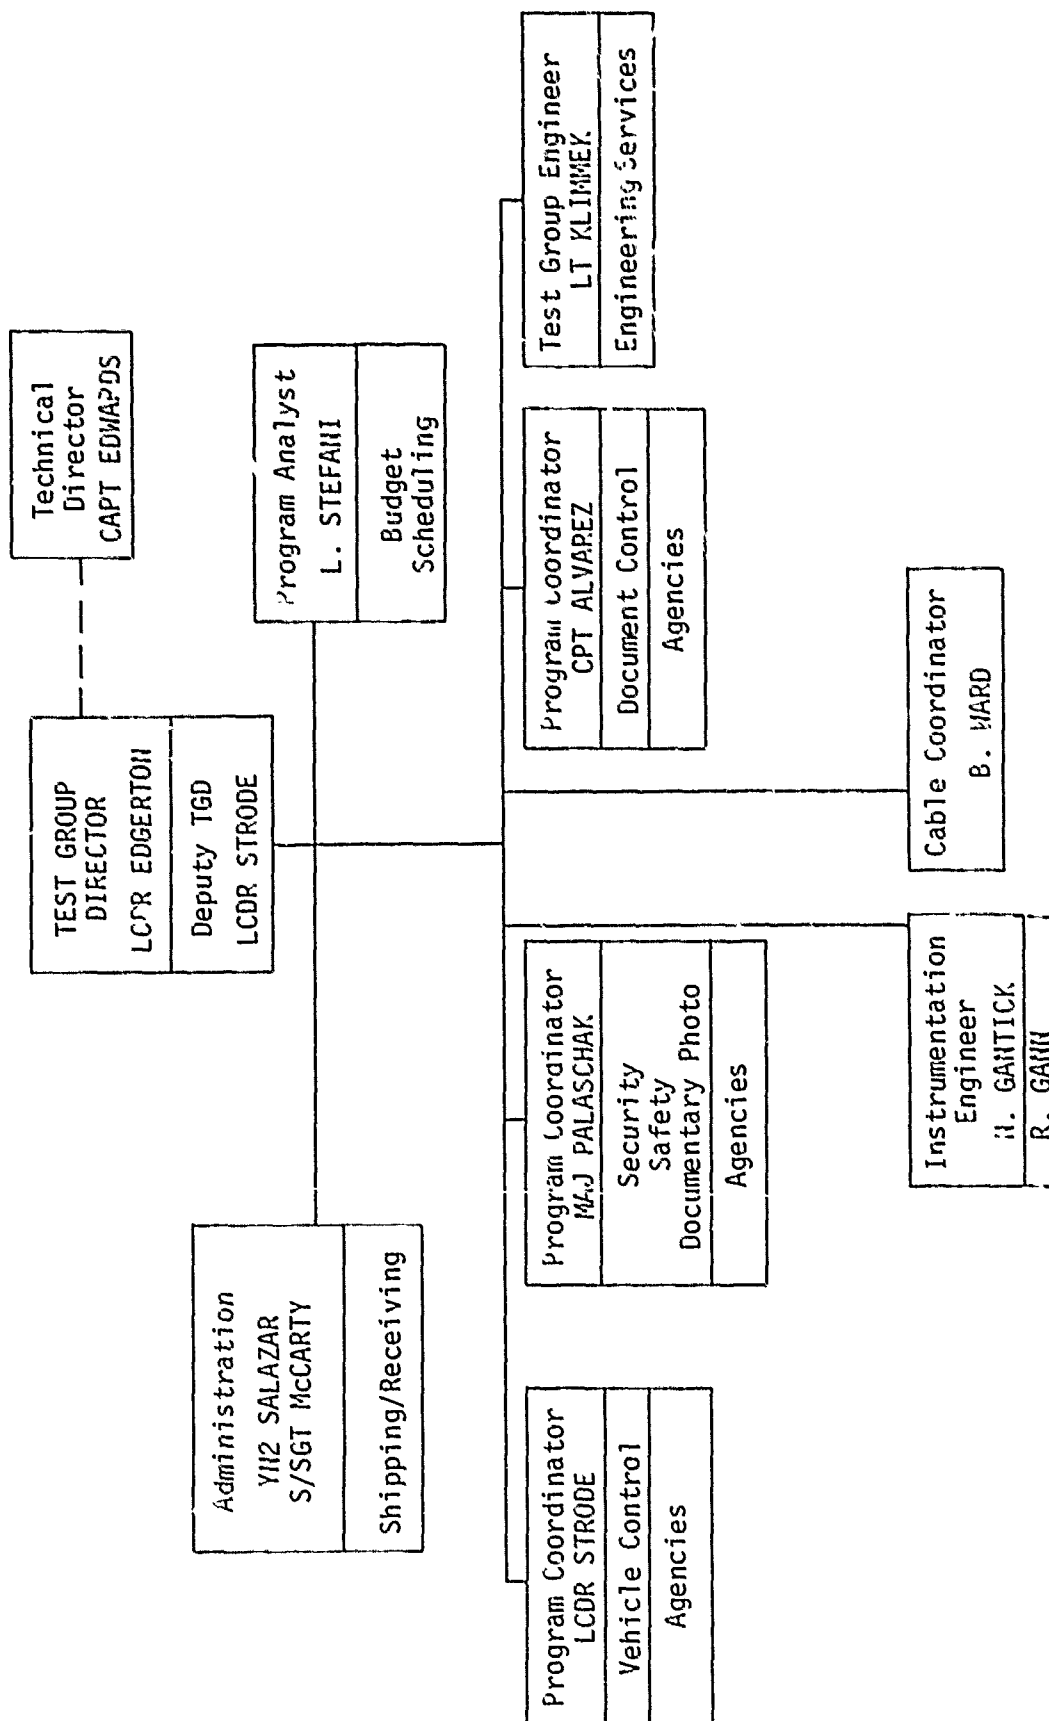 Technical
Director
CAPT EDWARDS
TEST GROUP
DIRECTOR
LCDR EDGERTON
Deputy TGD
LCDR STRODE
Program Analyst
L. STEFANI
Budget
Scheduling
Administration
YN2 SALAZAR
S/SGT McCARTY
Shipping/Receiving
Program Coordinator
LCDR STRODE
Vehicle Control
Agencies
Program Coordinator
MAJ PALASCHAK
Security
Safety
Documentary Photo
Agencies
Program Coordinator
CPT ALVAREZ
Document Control
Agencies
Test Group Engineer
LT KLIMMEK
Engineering Services
Instrumentation
Engineer
GANTICK
R. GANN
Cable Coordinator
B. WARD